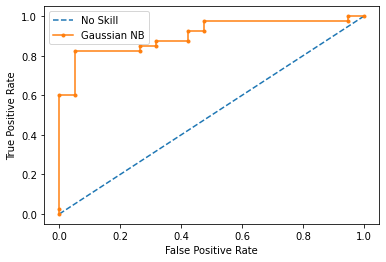 No Skill
Gaussian NB
True Positive Rate
1.0
0.8
0.6
0.4
0.2
0.0
0.0 0.2 0.4 0.6 0.8 1.0
False Positive Rate